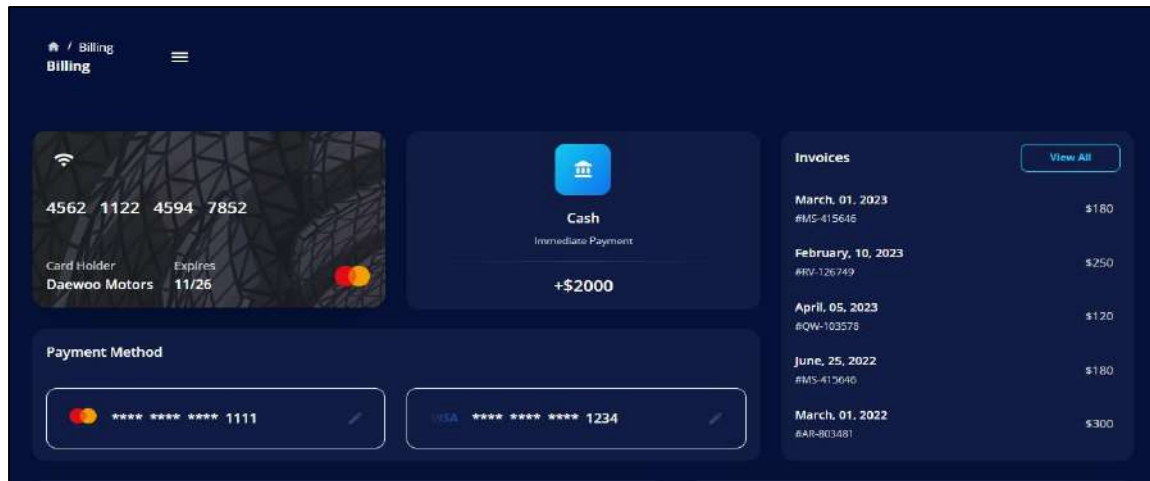 / Billing
Billing
4562 1122 4594 7852
Card Holder Expires
Daewoo Motors 11/26
Cash
Immediate Payment
+$2000
Payment Method
**** **** **** 1111
VISA **** **** **** 1234
Invoices
View All
March, 01, 2023
#MS-415646
$180
February, 10, 2023
#RV-126749
$250
April, 05, 2023
#QW-103578
$120
June, 25, 2022
#MS-415646
$180
March, 01, 2022
#AR-803481
$300